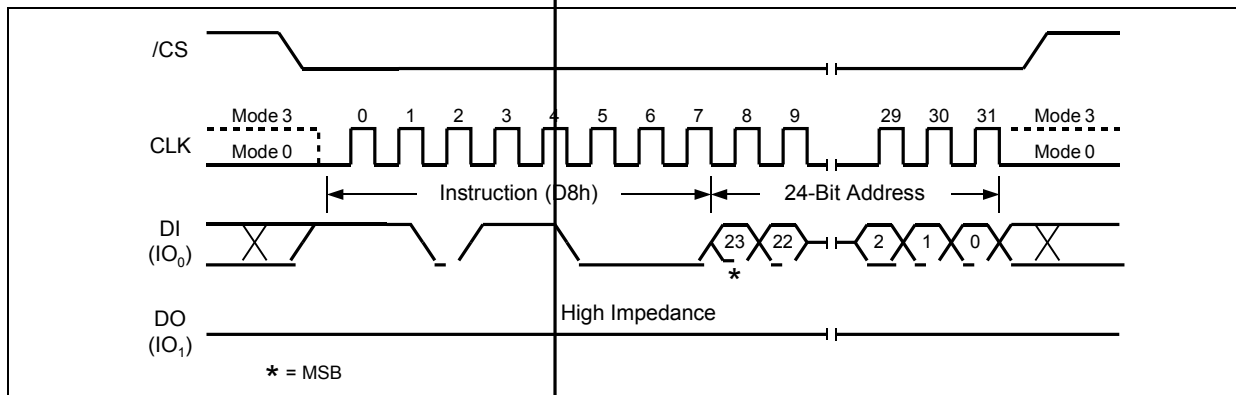 /CS
Mode 3 0 1 2 3 4 5 6 7 8 9 29 30 31 Mode 3
CLK
Mode 0 Mode 0
Instruction (D8h) 24-Bit Address
DI
(IO₀)
23 22 2 1 0
*
High Impedance
DO
(IO₁)
* = MSB